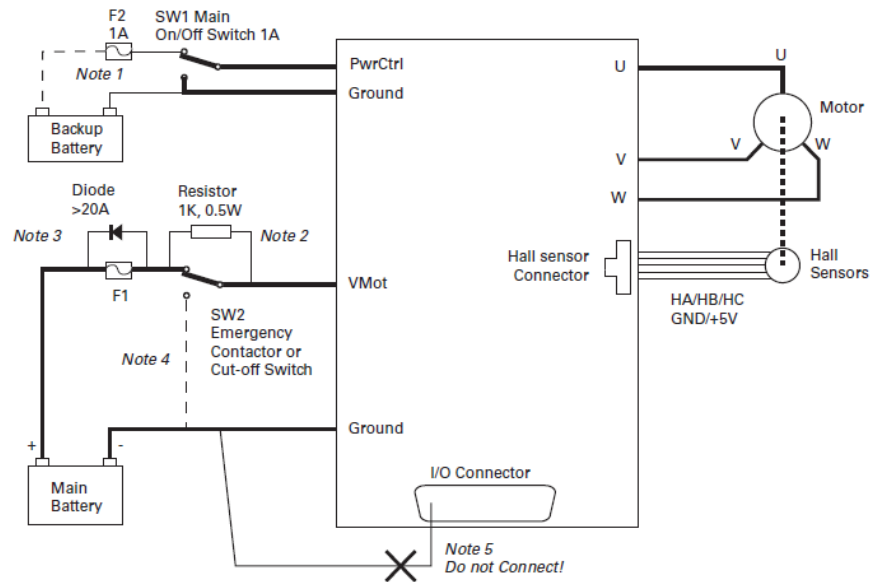 F2
1A
SW1 Main
On/Off Switch 1A
Note 1
Backup
Battery
PwrCtrl
Ground
U
U
Motor
V
W
V
W
Diode
>20A
Resistor
1K, 0.5W
Note 3
Note 2
F1
VMot
SW2
Emergency
Contactor or
Cut-off Switch
Note 4
Hall sensor
Connector
Hall
Sensors
HA/HB/HC
GND/+5V
Ground
+
-
Main
Battery
I/O Connector
Note 5
Do not Connect!